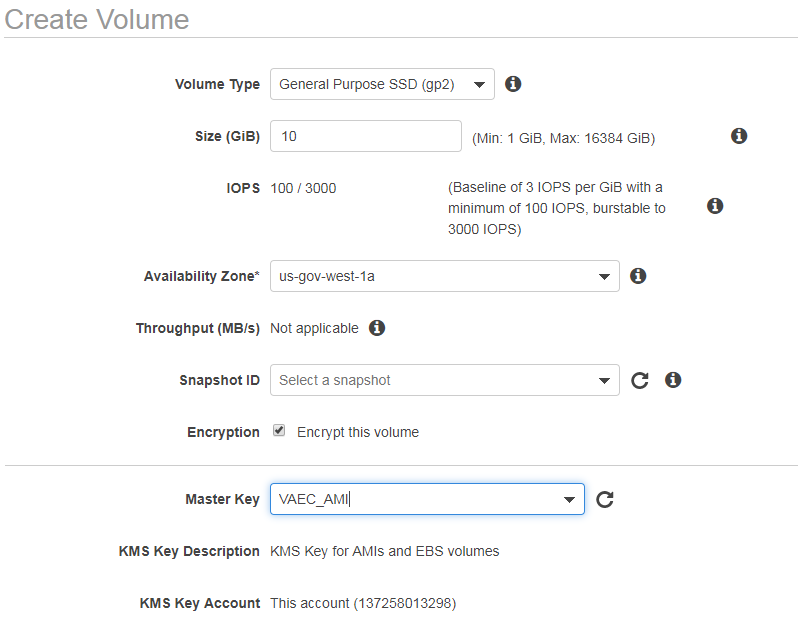 Create Volume
Volume Type General Purpose SSD (gp2)
Size (GiB) 10 (Min: 1 GiB, Max: 16384 GiB)
IOPS 100 / 3000 (Baseline of 3 IOPS per GiB with a
minimum of 100 IOPS, burstable to
3000 IOPS)
Availability Zone* us-gov-west-1a
Throughput (MB/s) Not applicable
Snapshot ID Select a snapshot
Encryption Encrypt this volume
Master Key VAEC_AMI
KMS Key Description KMS Key for AMIs and EBS volumes
KMS Key Account This account (137258013298)